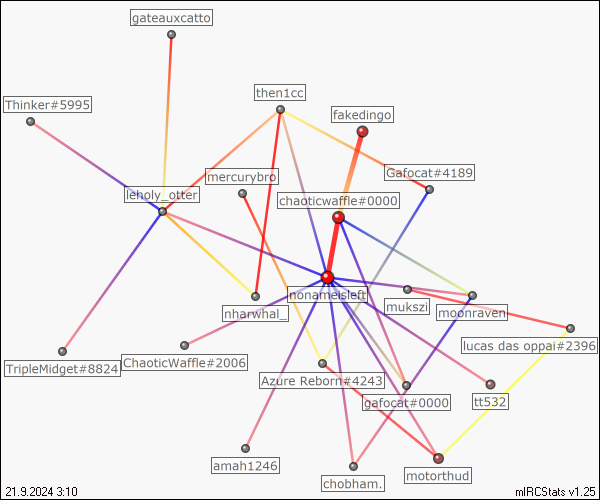 gateauxcatto
Thinker#5995
then1cc
fakedingo
mercurybro
Gafocat#4189
leholy_otter
chaoticwaffle#0000
nonameisleft
mukszi
nharwhal_
moonraven
lucas das oppai#2396
TripleMidget#8824
ChaoticWaffle#2006
Azure Reborn#4243
gafocat#0000
tt532
amah1246
chobham.
motorthud
21.9.2024 3:10
mIRCStats v1.25